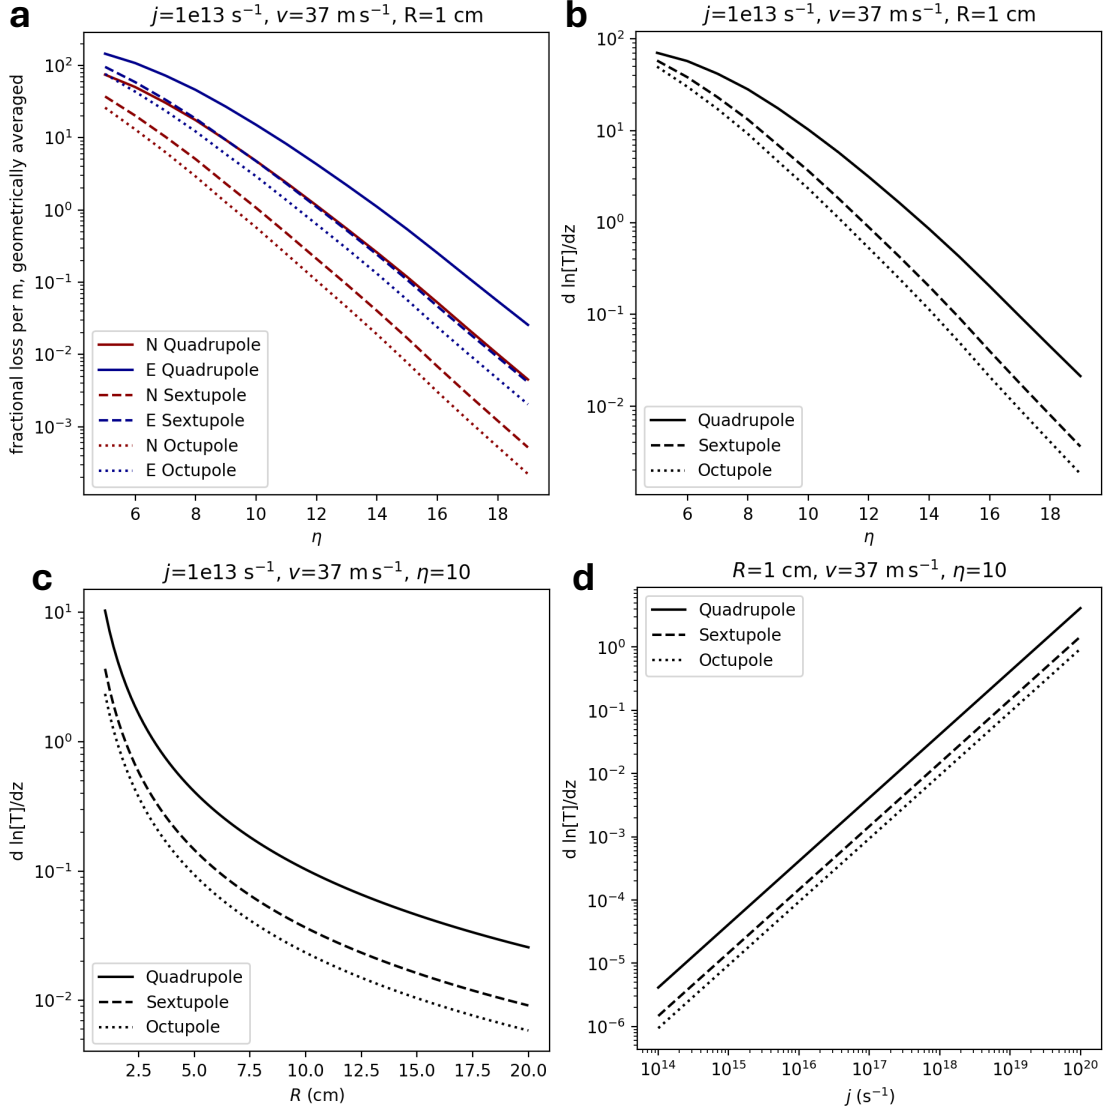 a
j=1e13 s⁻¹, v=37 m s⁻¹, R=1 cm
fractional loss per m, geometrically averaged
10²
10¹
10⁰
10⁻¹
10⁻²
10⁻³
N Quadrupole
E Quadrupole
N Sextupole
E Sextupole
N Octupole
E Octupole
6 8 10 12 14 16 18
η
b
j=1e13 s⁻¹, v=37 m s⁻¹, R=1 cm
d ln[T]/dz
10²
10¹
10⁰
10⁻¹
10⁻²
Quadrupole
Sextupole
Octupole
6 8 10 12 14 16 18
η
c
j=1e13 s⁻¹, v=37 m s⁻¹, η=10
d ln[T]/dz
10¹
10⁰
10⁻¹
10⁻²
Quadrupole
Sextupole
Octupole
2.5 5.0 7.5 10.0 12.5 15.0 17.5 20.0
R (cm)
d
R=1 cm, v=37 m s⁻¹, η=10
d ln[T]/dz
Quadrupole
Sextupole
Octupole
10⁰
10⁻¹
10⁻²
10⁻³
10⁻⁴
10⁻⁵
10⁻⁶
10¹⁴ 10¹⁵ 10¹⁶ 10¹⁷ 10¹⁸ 10¹⁹ 10²⁰
j (s⁻¹)